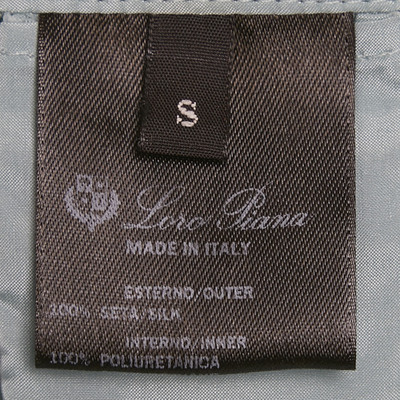 S
Loro Piana
MADE IN ITALY
ESTERNO/OUTER
100% SETA/SILK
INTERNO/INNER
100% POLIURETANICA